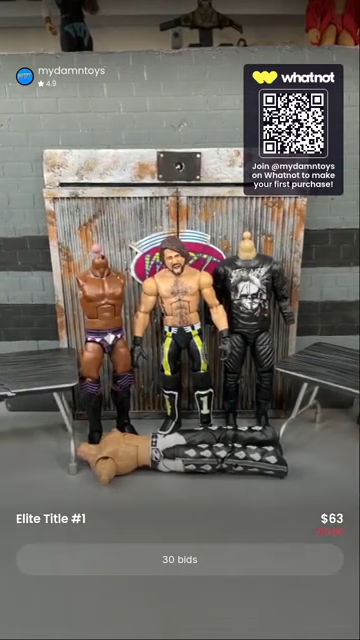 mydamntoys
★ 4.9
whatnot
Join @mydamntoys
on Whatnot to make
your first purchase!
1
Elite Title #1
$63
30 bids